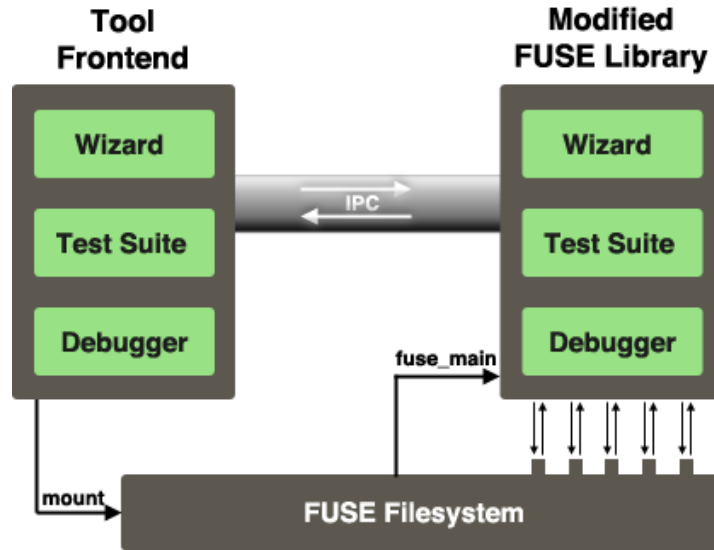 Tool
Frontend
Modified
FUSE Library
Wizard
Test Suite
Debugger
IPC
Wizard
Test Suite
Debugger
fuse_main
mount
FUSE Filesystem